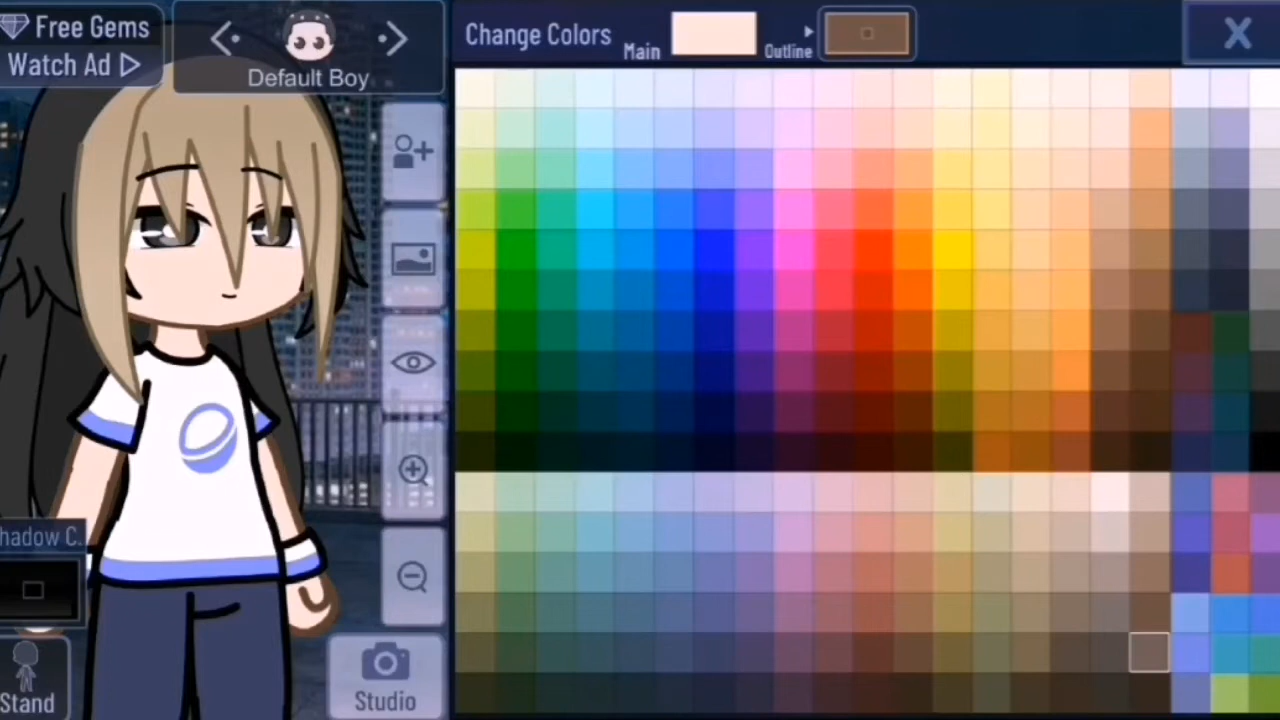 Free Gems
Watch Ad
Default Boy
Change Colors
Main
Outline
X
hadow C.
Stand
Studio